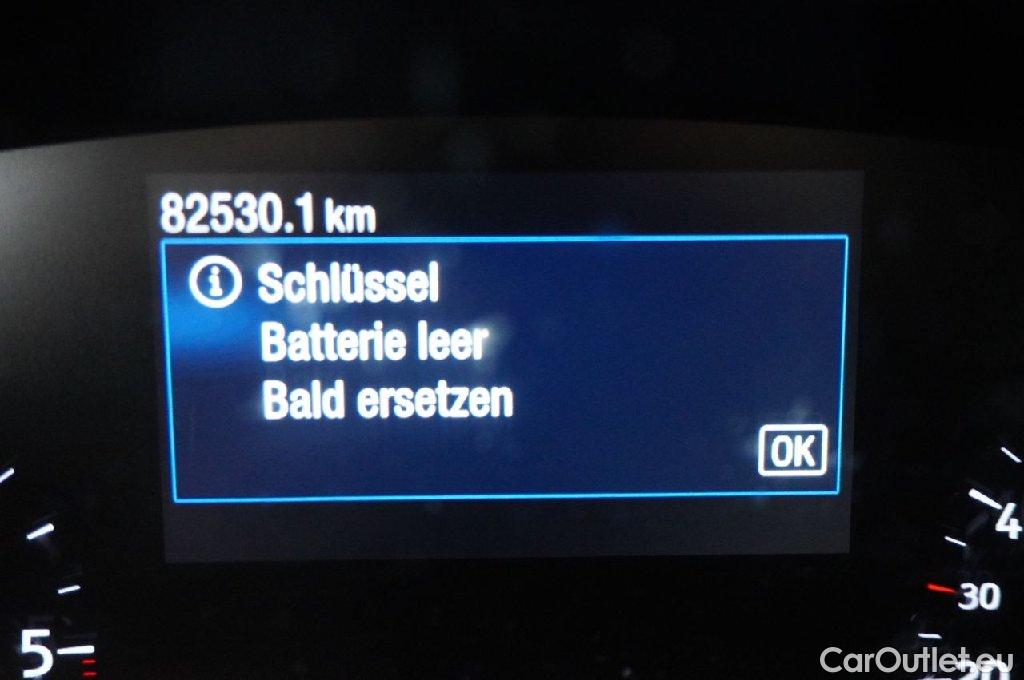 82530.1 km
Schlüssel
Batterie leer
Bald ersetzen
OK
4
30
20
5
CarOutlet.eu